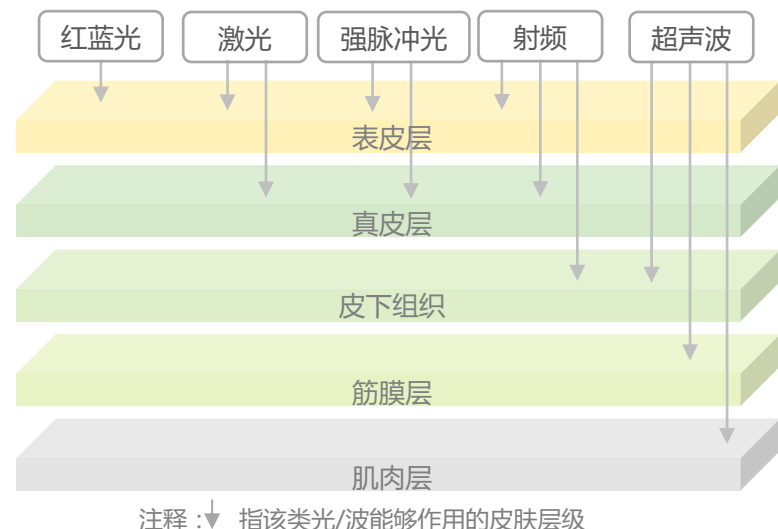 红蓝光 激光 强脉冲光 射频 超声波
表皮层
真皮层
皮下组织
筋膜层
肌肉层
注释： 指该类光/波能够作用的皮肤层级